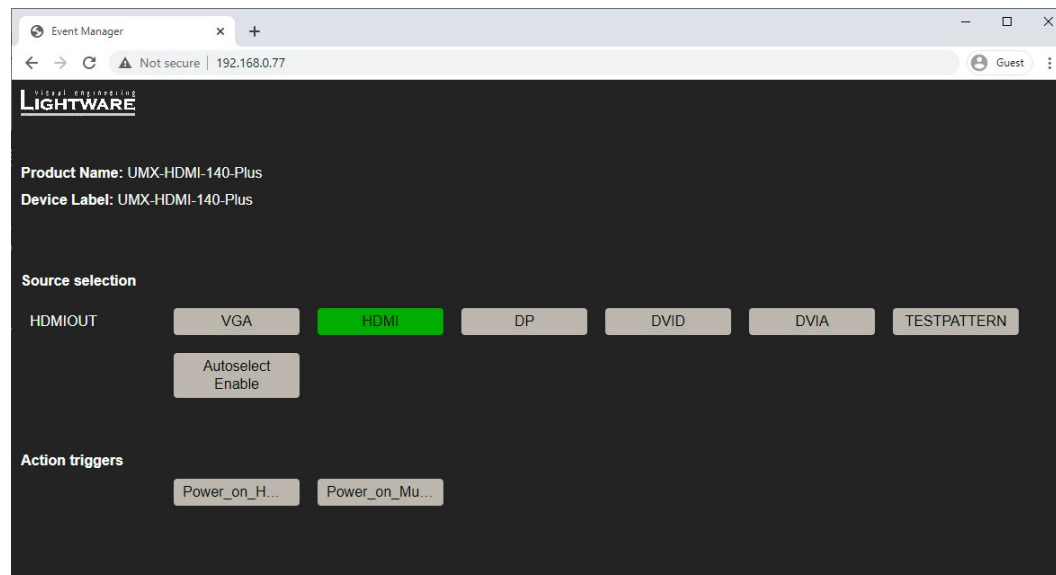 Event Manager
Not secure | 192.168.0.77
Guest
visual engineering
LIGHTWARE
Product Name: UMX-HDMI-140-Plus
Device Label: UMX-HDMI-140-Plus
Source selection
HDMIOUT VGA HDMI DP DVID DVIA TESTPATTERN
Autoselect
Enable
Action triggers
Power_on_H... Power_on_Mu...